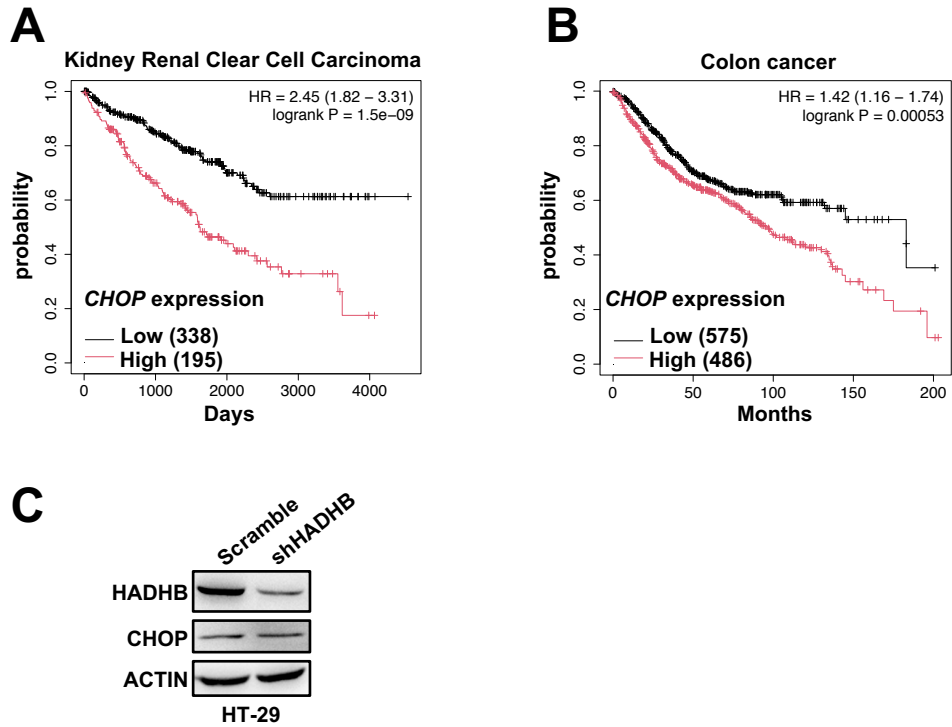 A
Kidney Renal Clear Cell Carcinoma
HR = 2.45 (1.82 – 3.31)
logrank P = 1.5e−09
probability
1.0
0.8
0.6
0.4
0.2
0.0
CHOP expression
Low (338)
High (195)
0 1000 2000 3000 4000
Days
B
Colon cancer
HR = 1.42 (1.16 – 1.74)
logrank P = 0.00053
probability
1.0
0.8
0.6
0.4
0.2
0.0
CHOP expression
Low (575)
High (486)
0 50 100 150 200
Months
C
Scramble
shHADHB
HADHB
CHOP
ACTIN
HT-29